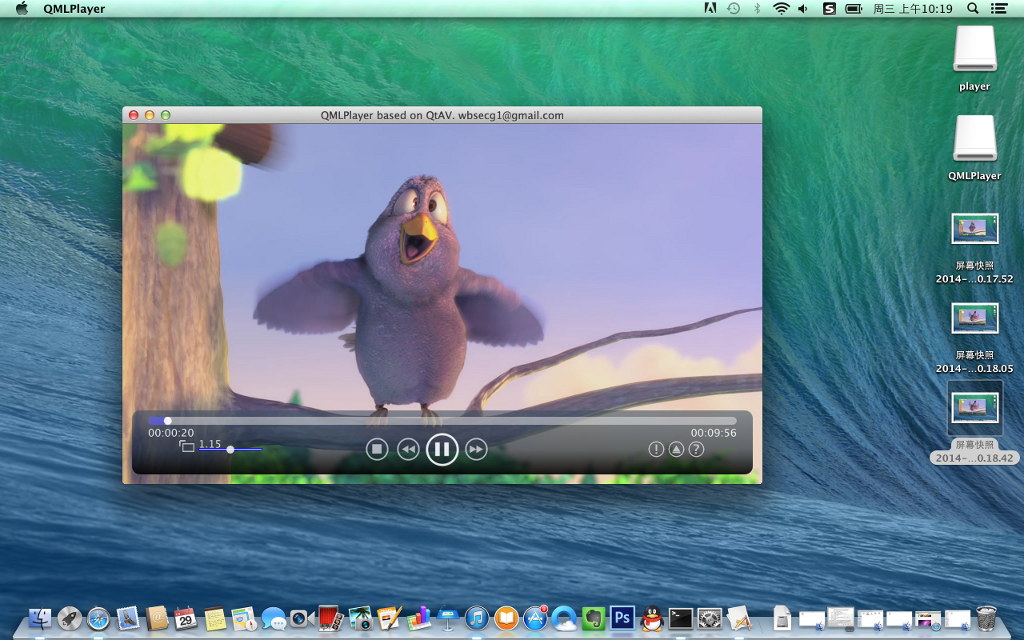 QMLPlayer
周三 上午10:19
player
QMLPlayer based on QtAV. wbsecg1@gmail.com
QMLPlayer
屏幕快照
2014-...0.17.52
屏幕快照
2014-...0.18.05
屏幕快照
2014-...0.18.42
00:00:20
00:09:56
1.15
29
Ps